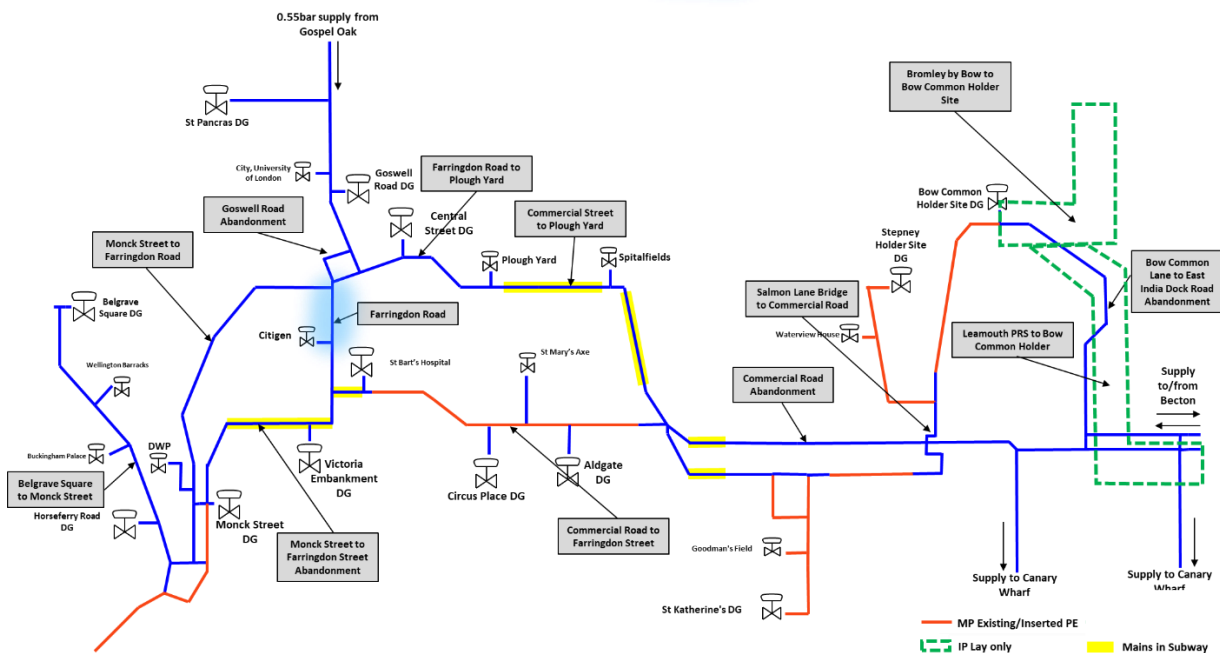 0.55bar supply from
Gospel Oak
St Pancras DG
City, University
of London
Goswell
Road DG
Farringdon Road to
Plough Yard
Goswell Road
Abandonment
Central
Street DG
Commercial Street
to Plough Yard
Monck Street to
Farringdon Road
Plough Yard
Spitalfields
Bromley by Bow to
Bow Common Holder
Site
Bow Common
Holder Site DG
Stepney
Holder Site
DG
Bow Common
Lane to East
India Dock Road
Abandonment
Salmon Lane Bridge
to Commercial Road
Belgrave
Square DG
Citigen
Farringdon Road
Waterview House
Leamouth PRS to Bow
Common Holder
St Bart's Hospital
St Mary's Axe
Wellington Barracks
Commercial Road
Abandonment
Supply
to/from
Becton
Buckingham Palace
DWP
Victoria
Embankment
DG
Circus Place DG
Aldgate
DG
Belgrave Square
to Monck Street
Horseferry Road
DG
Monck Street
DG
Monck Street to
Farringdon Street
Abandonment
Commercial Road to
Farringdon Street
Goodman's Field
St Katherine's DG
Supply to Canary
Wharf
Supply to Canary
Wharf
MP Existing/Inserted PE
IP Lay only
Mains in Subway